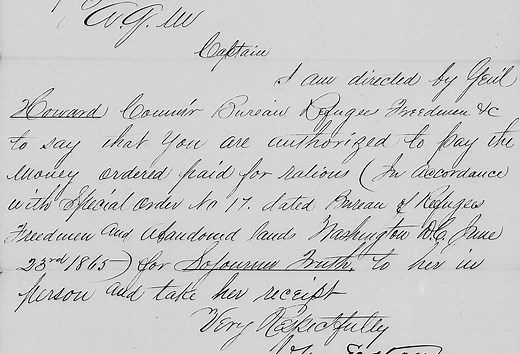 A.G.M
Captain
I am directed by Genl
Howard Commr Bureau Refugees Freedmen &c
to say that you are authorized to pay the
money ordered paid for rations (In accordance
with Special Order No 17. dated Bureau of Refugees
Freedmen and Abandoned lands Washington D.C. June
23rd 1865) for Sojourner Truth, to her in
person and take her receipt
Very Respectfully